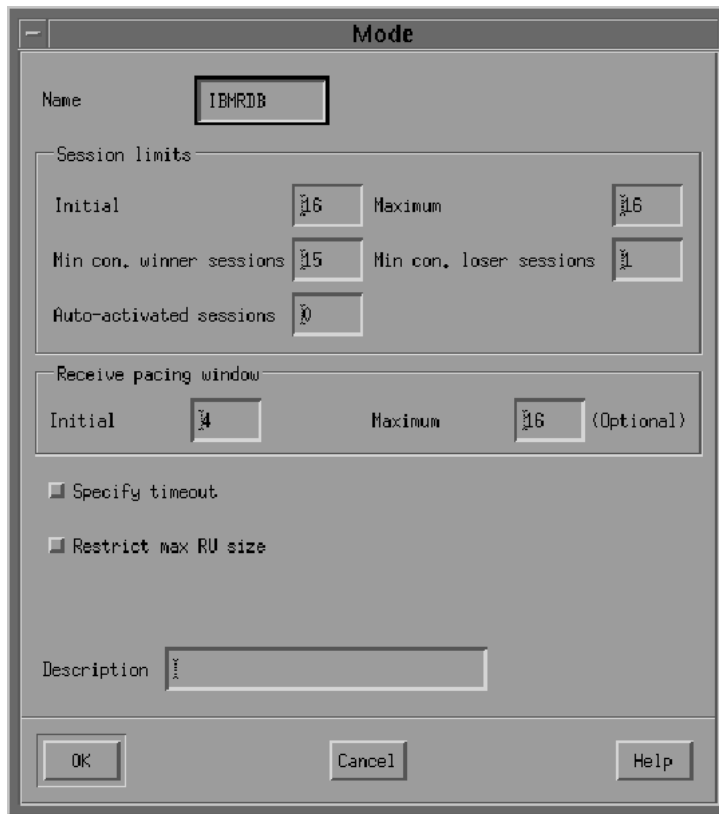 Mode
Name IBMRDB
Session limits
Initial 16 Maximum 16
Min con. winner sessions 15 Min con. loser sessions 1
Auto-activated sessions 0
Receive pacing window
Initial 4 Maximum 16 (Optional)
Specify timeout
Restrict max RU size
Description
OK Cancel Help